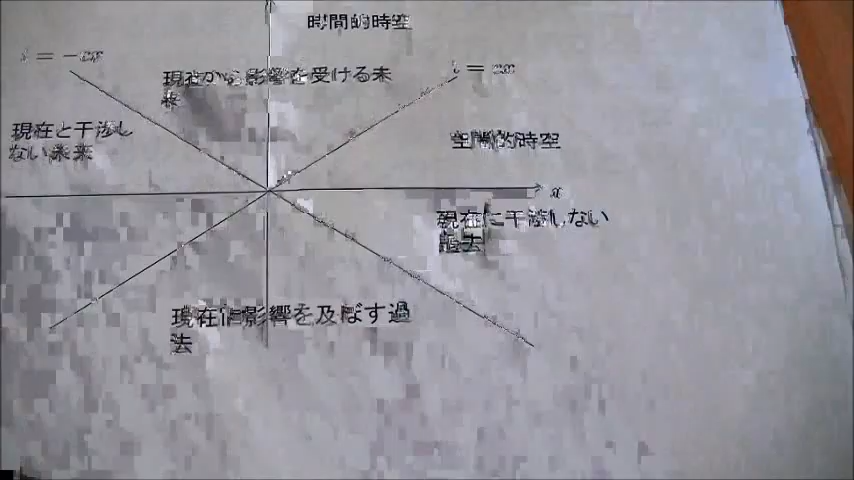 時間的時空
現在から影響を受ける未
来
現在と干渉し
ない未来
空間的時空
x
現在に干渉しない
過去
現在に影響を及ぼす過
去